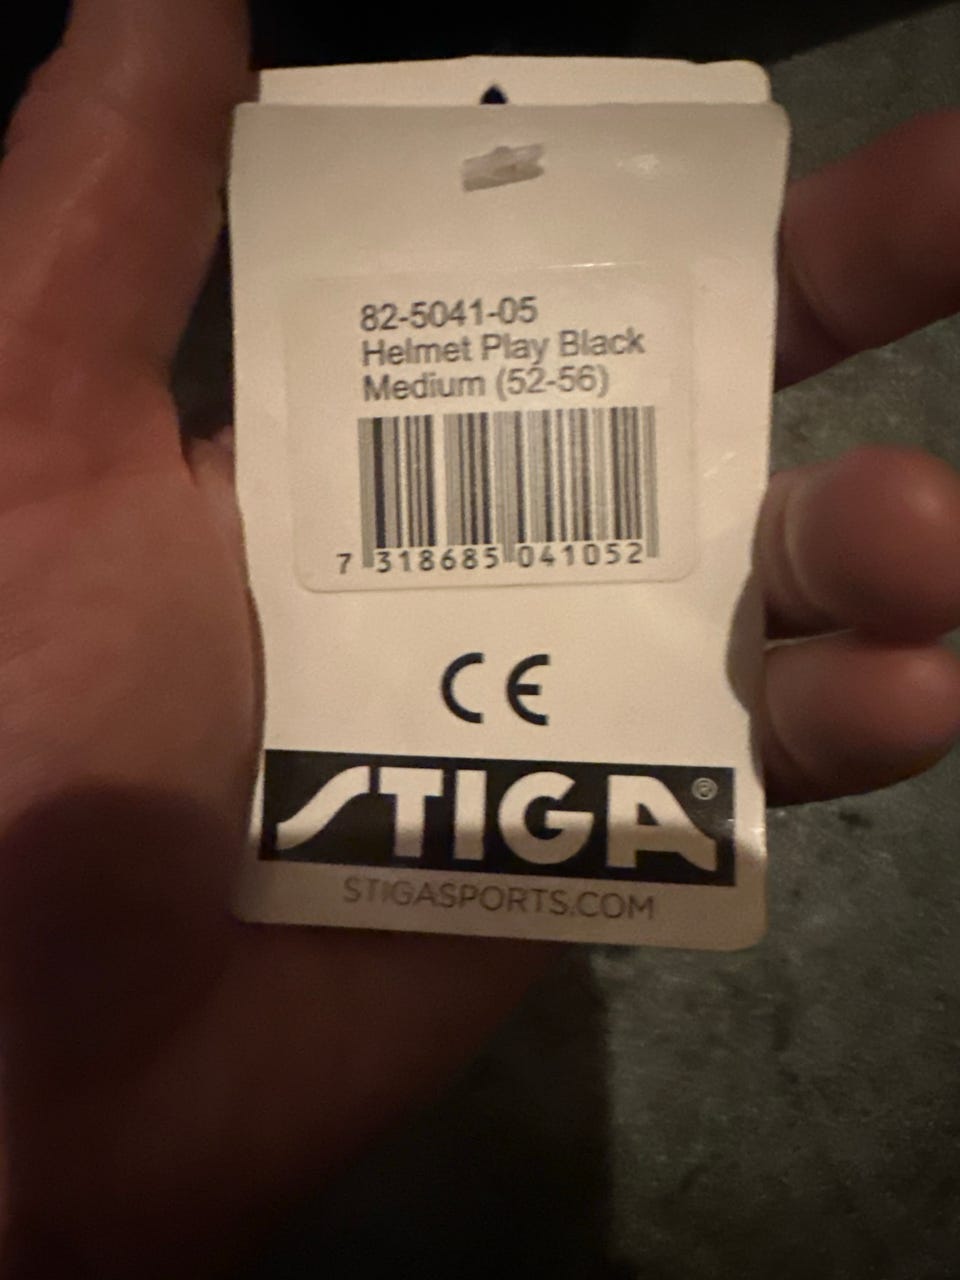 82-5041-05
Helmet Play Black
Medium (52-56)
7 318685 041052
CE
STIGA®
STIGASPORTS.COM